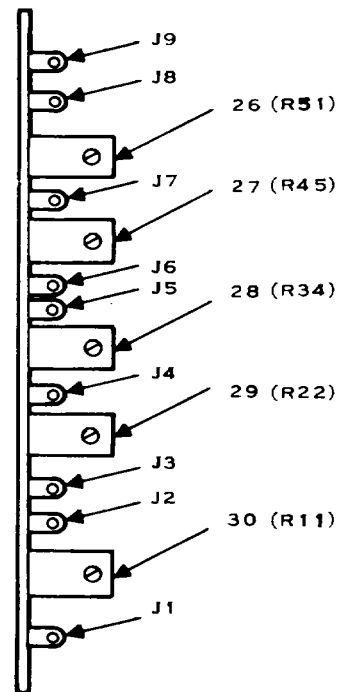 J9
J8
26 (R51)
J7
27 (R45)
J6
J5
28 (R34)
J4
29 (R22)
J3
J2
30 (R11)
J1